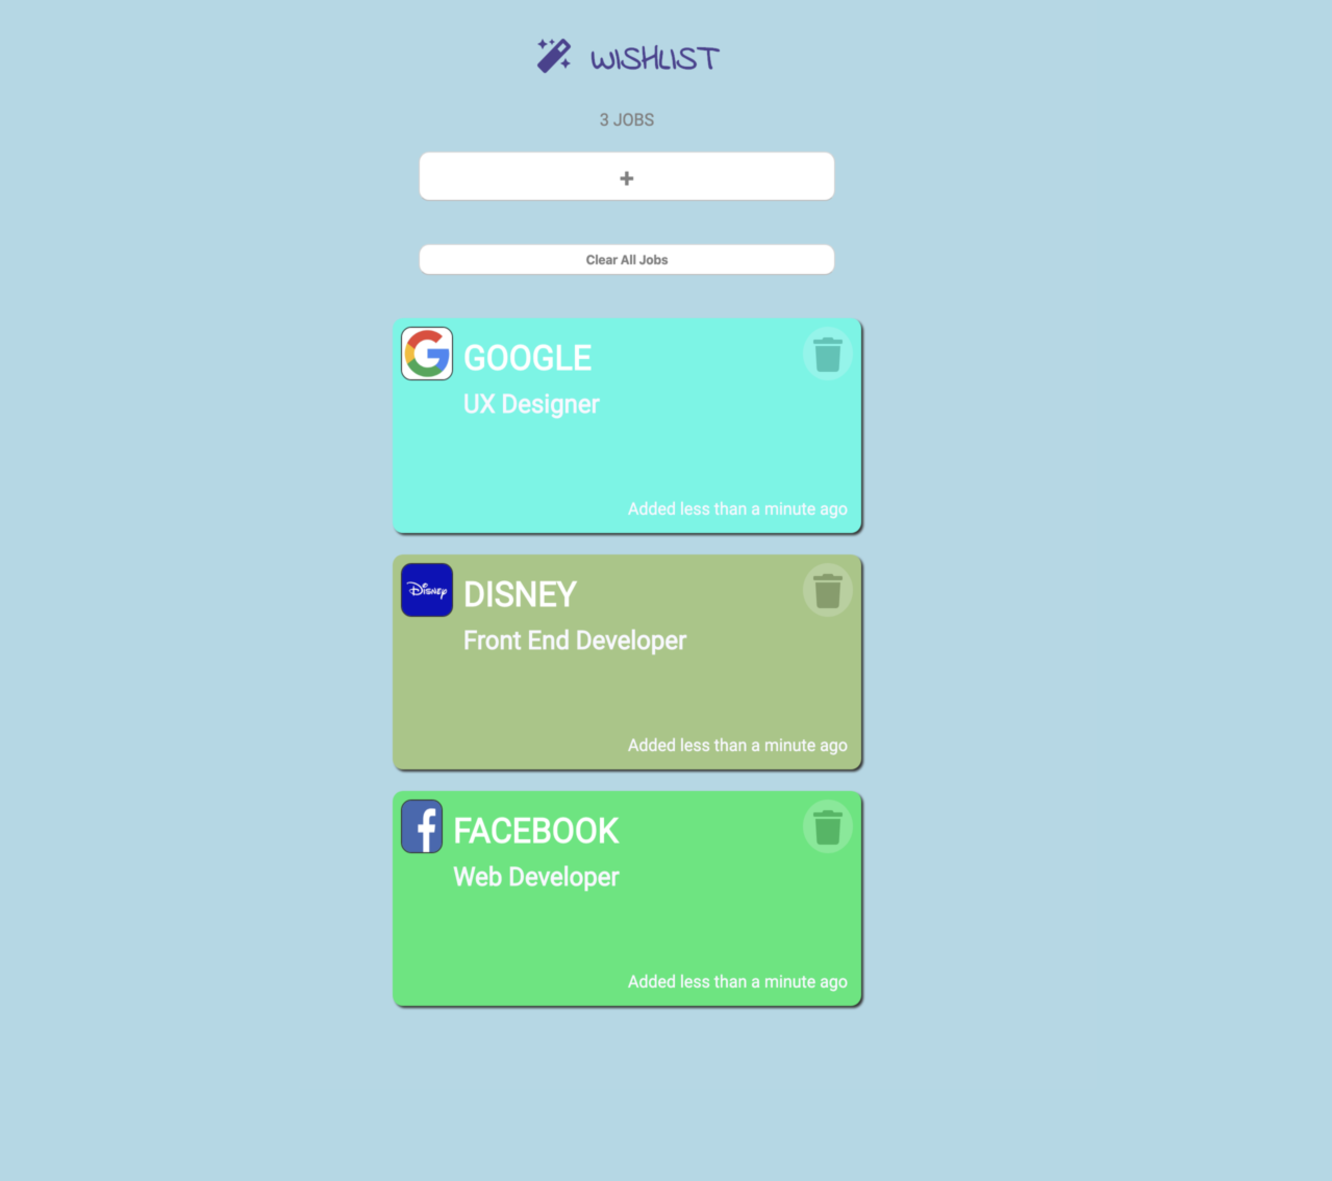 WISHLIST
3 JOBS
+
Clear All Jobs
GOOGLE
UX Designer
Added less than a minute ago
Disney
DISNEY
Front End Developer
Added less than a minute ago
FACEBOOK
Web Developer
Added less than a minute ago